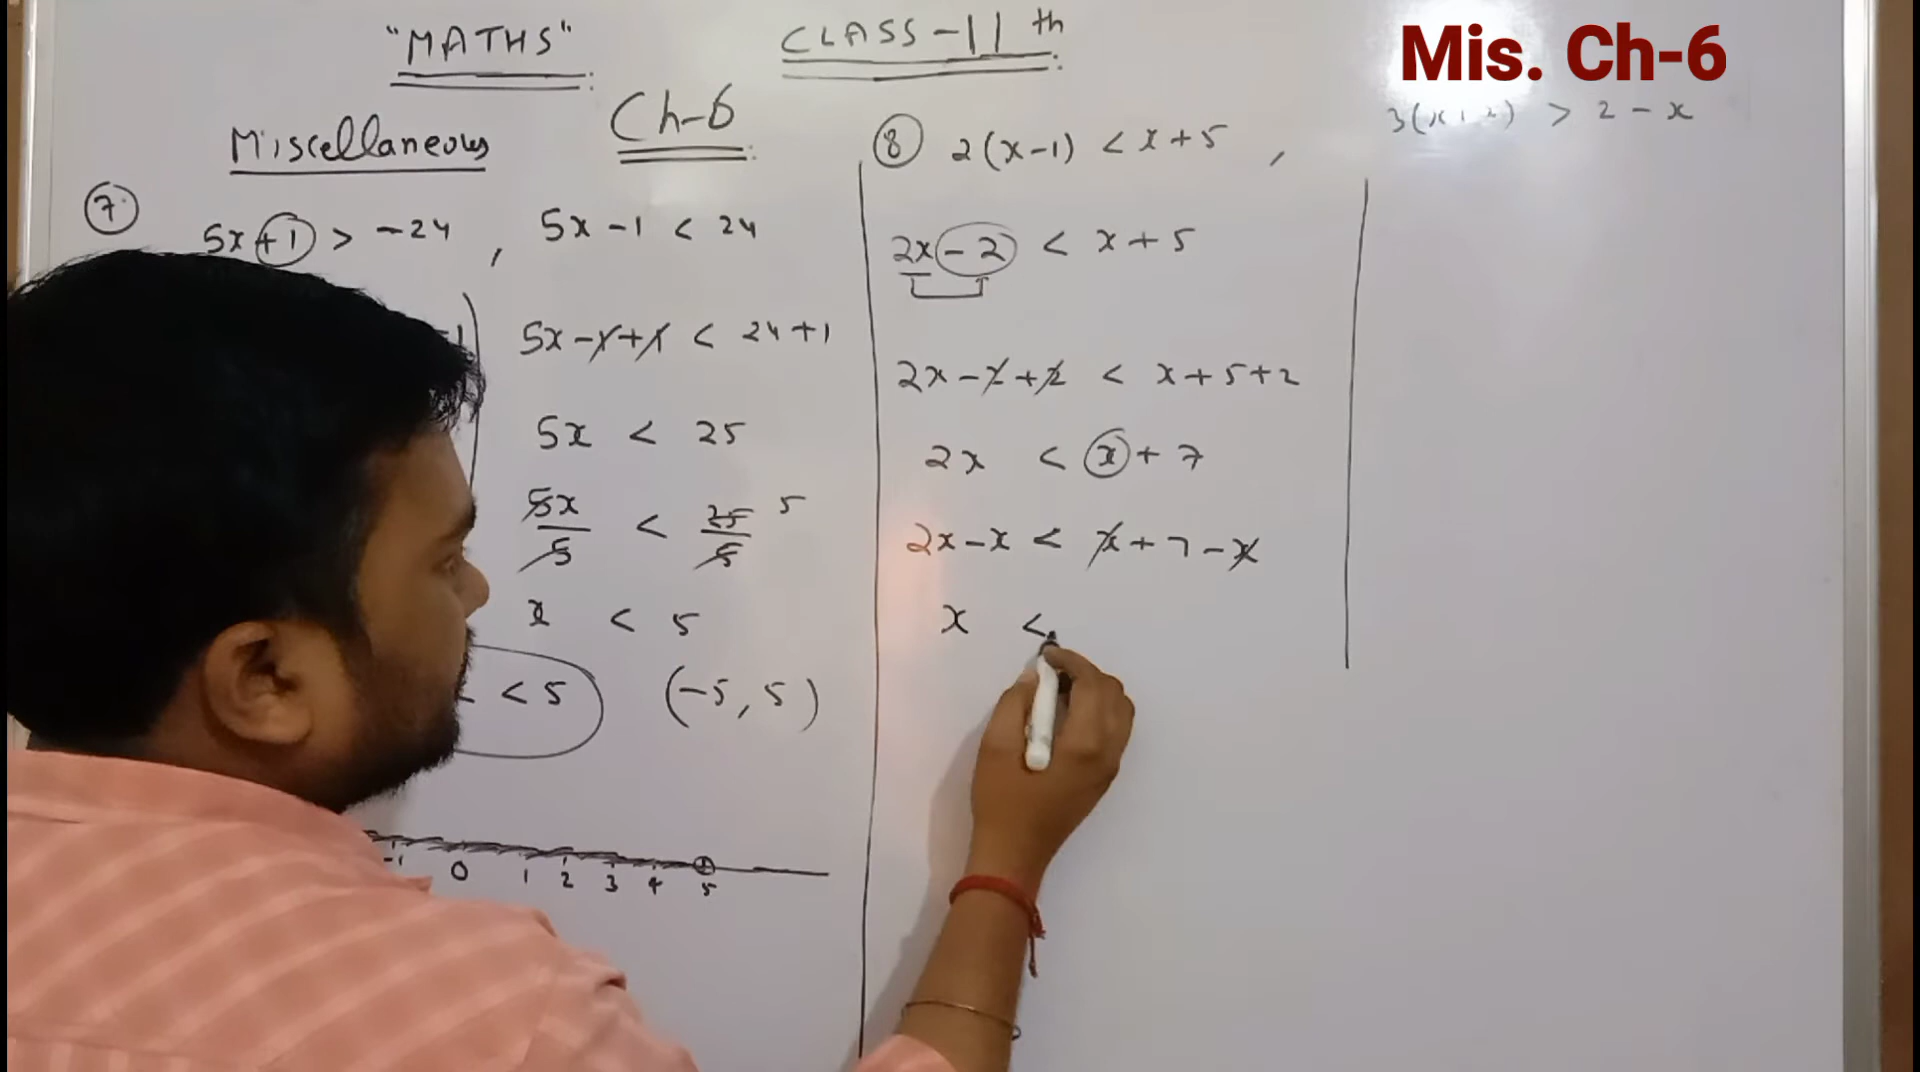 "MATHS"
CLASS-11th
Mis. Ch-6
Miscellaneous
Ch-6
7
5x+1 > -24 , 5x-1 < 24
5x-1+1 < 24+1
5x < 25
5x/5 < 25/5 5
x < 5
< 5
(-5, 5)
-1 0 1 2 3 4 5
8 2(x-1) < x+5 ,
3(x+2) > 2-x
2x-2 < x+5
2x-2+2 < x+5+2
2x < x+7
2x-x < x+7-x
x <